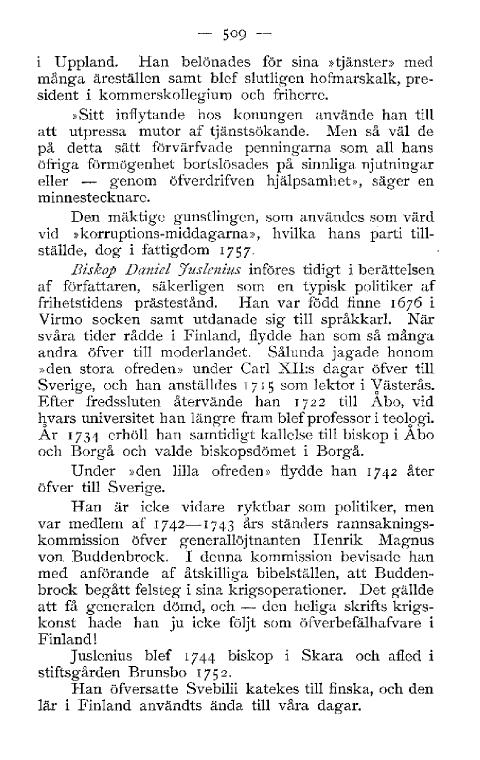 — 509 —
i Uppland. Han belönades för sina »tjänster» med
många äreställen samt blef slutligen hofmarskalk, pre-
sident i kommerskollegium och friherre.
»Sitt inflytande hos konungen använde han till
att utpressa mutor af tjänstsökande. Men så väl de
på detta sätt förvärfvade penningarna som all hans
öfriga förmögenhet bortslösades på sinnliga njutningar
eller — genom öfverdrifven hjälpsamhet», säger en
minnestecknare.
Den mäktige gunstlingen, som användes som värd
vid »korruptions-middagarna», hvilka hans parti till-
ställde, dog i fattigdom 1757.
Biskop Daniel Juslenius införes tidigt i berättelsen
af författaren, säkerligen som en typisk politiker af
frihetstidens prästestånd. Han var född finne 1676 i
Virmo socken samt utdanade sig till språkkarl. När
svåra tider rådde i Finland, flydde han som så många
andra öfver till moderlandet. Sålunda jagade honom
»den stora ofreden» under Carl XII:s dagar öfver till
Sverige, och han anställdes 1715 som lektor i Västerås.
Efter fredssluten återvände han 1722 till Åbo, vid
hvars universitet han längre fram blef professor i teologi.
År 1734 erhöll han samtidigt kallelse till biskop i Åbo
och Borgå och valde biskopsdömet i Borgå.
Under »den lilla ofreden» flydde han 1742 åter
öfver till Sverige.
Han är icke vidare ryktbar som politiker, men
var medlem af 1742—1743 års ständers rannsaknings-
kommission öfver generallöjtnanten Henrik Magnus
von Buddenbrock. I denna kommission bevisade han
med anförande af åtskilliga bibelställen, att Budden-
brock begått felsteg i sina krigsoperationer. Det gällde
att få generalen dömd, och — den heliga skrifts krigs-
konst hade han ju icke följt som öfverbefälhafvare i
Finland!
Juslenius blef 1744 biskop i Skara och afled i
stiftsgården Brunsbo 1752.
Han öfversatte Svebilii katekes till finska, och den
lär i Finland användts ända till våra dagar.